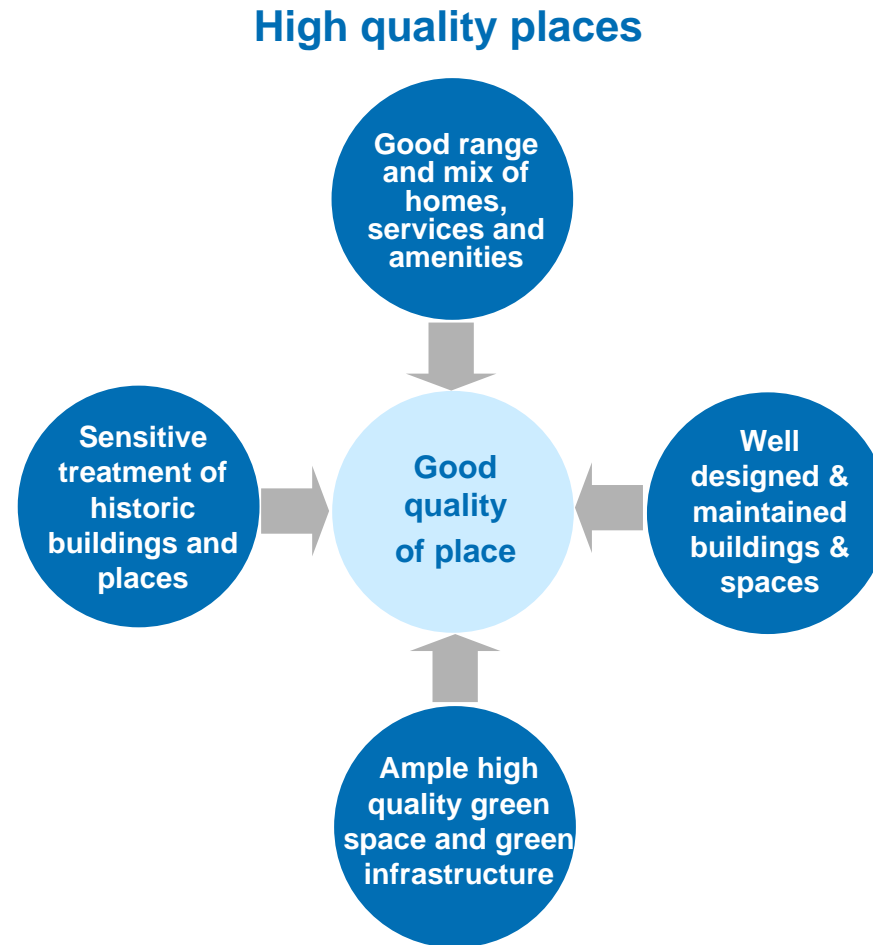 High quality places
Good range
and mix of
homes,
services and
amenities
Sensitive
treatment of
historic
buildings and
places
Good
quality
of place
Well
designed &
maintained
buildings &
spaces
Ample high
quality green
space and green
infrastructure